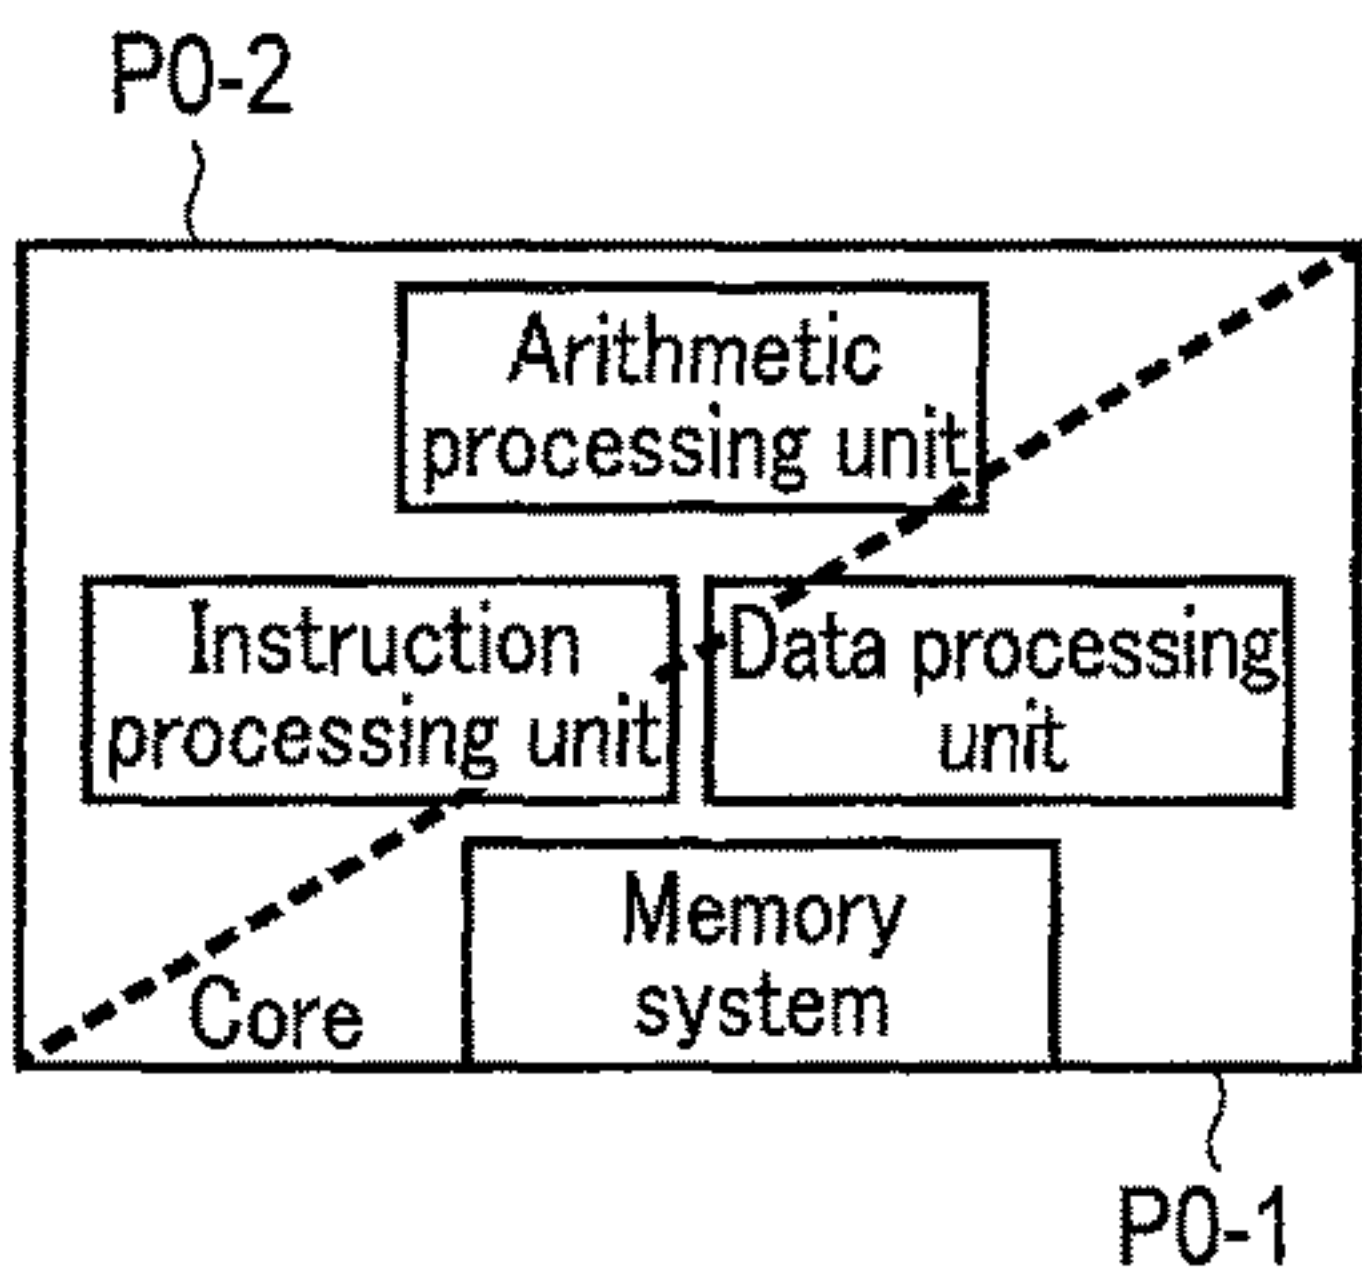 P0-2
Arithmetic
processing unit
Instruction
processing unit
Data processing
unit
Memory
system
Core
P0-1